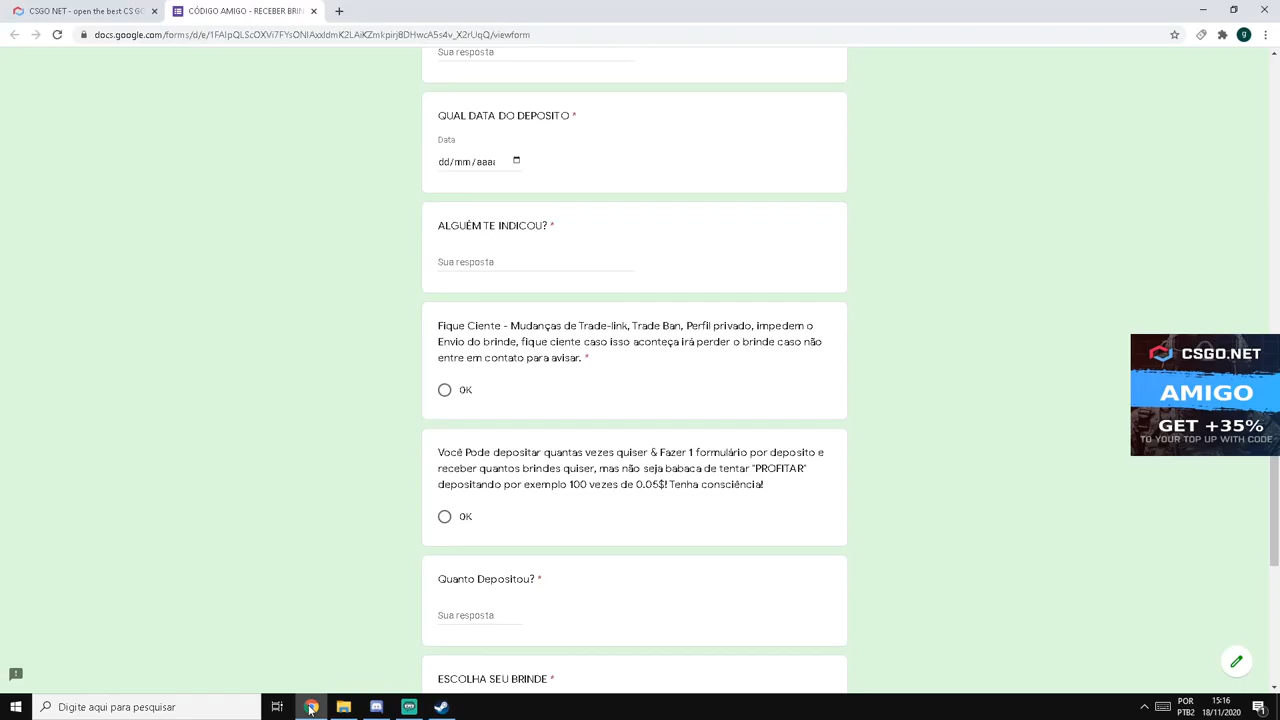 CSGO.NET - open the best CS GO
CÓDIGO AMIGO - RECEBER BRIN
Sua resposta
QUAL DATA DO DEPOSITO *
Data
dd/mm/aaaa
ALGUÉM TE INDICOU? *
Sua resposta
Fique Ciente - Mudanças de Trade-link, Trade Ban, Perfil privado, impedem o
Envio do brinde, fique ciente caso isso aconteça irá perder o brinde caso não
entre em contato para avisar. *
OK
Você Pode depositar quantas vezes quiser & Fazer 1 formulário por deposito e
receber quantos brindes quiser, mas não seja babaca de tentar "PROFITAR"
depositando por exemplo 100 vezes de 0.05$! Tenha consciência!
OK
Quanto Depositou? *
Sua resposta
ESCOLHA SEU BRINDE *
CSGO.NET
AMIGO
GET +35%
TO YOUR TOP UP WITH CODE
Digite aqui para pesquisar
POR
PTB2
15:16
18/11/2020
1